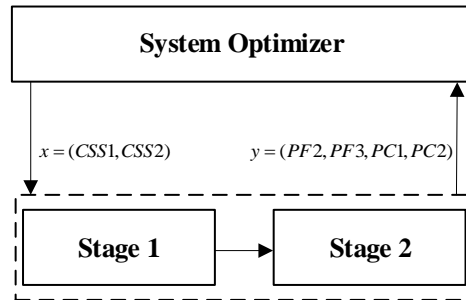 System Optimizer
x = (CSS1,CSS2)
y = (PF2,PF3,PC1,PC2)
Stage 1
Stage 2